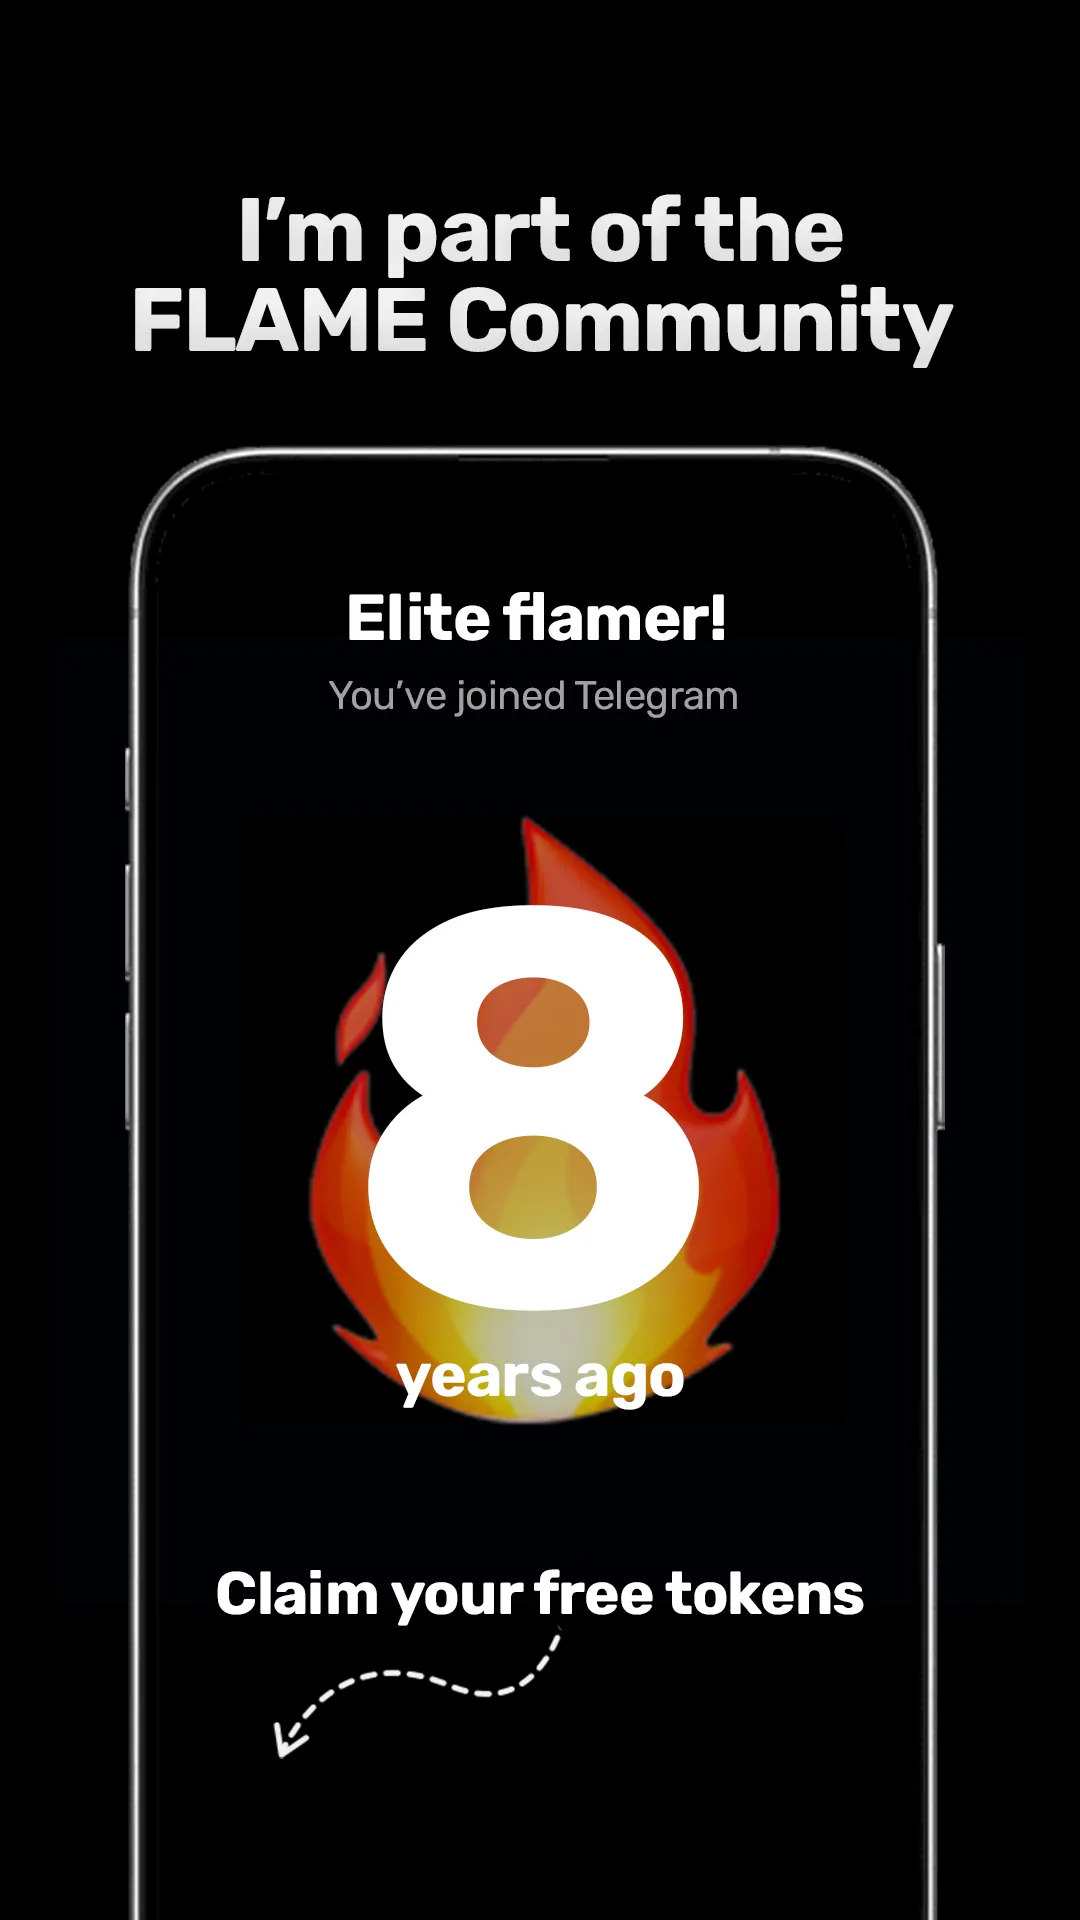 I’m part of the
FLAME Community
Elite flamer!
You’ve joined Telegram
8
years ago
Claim your free tokens